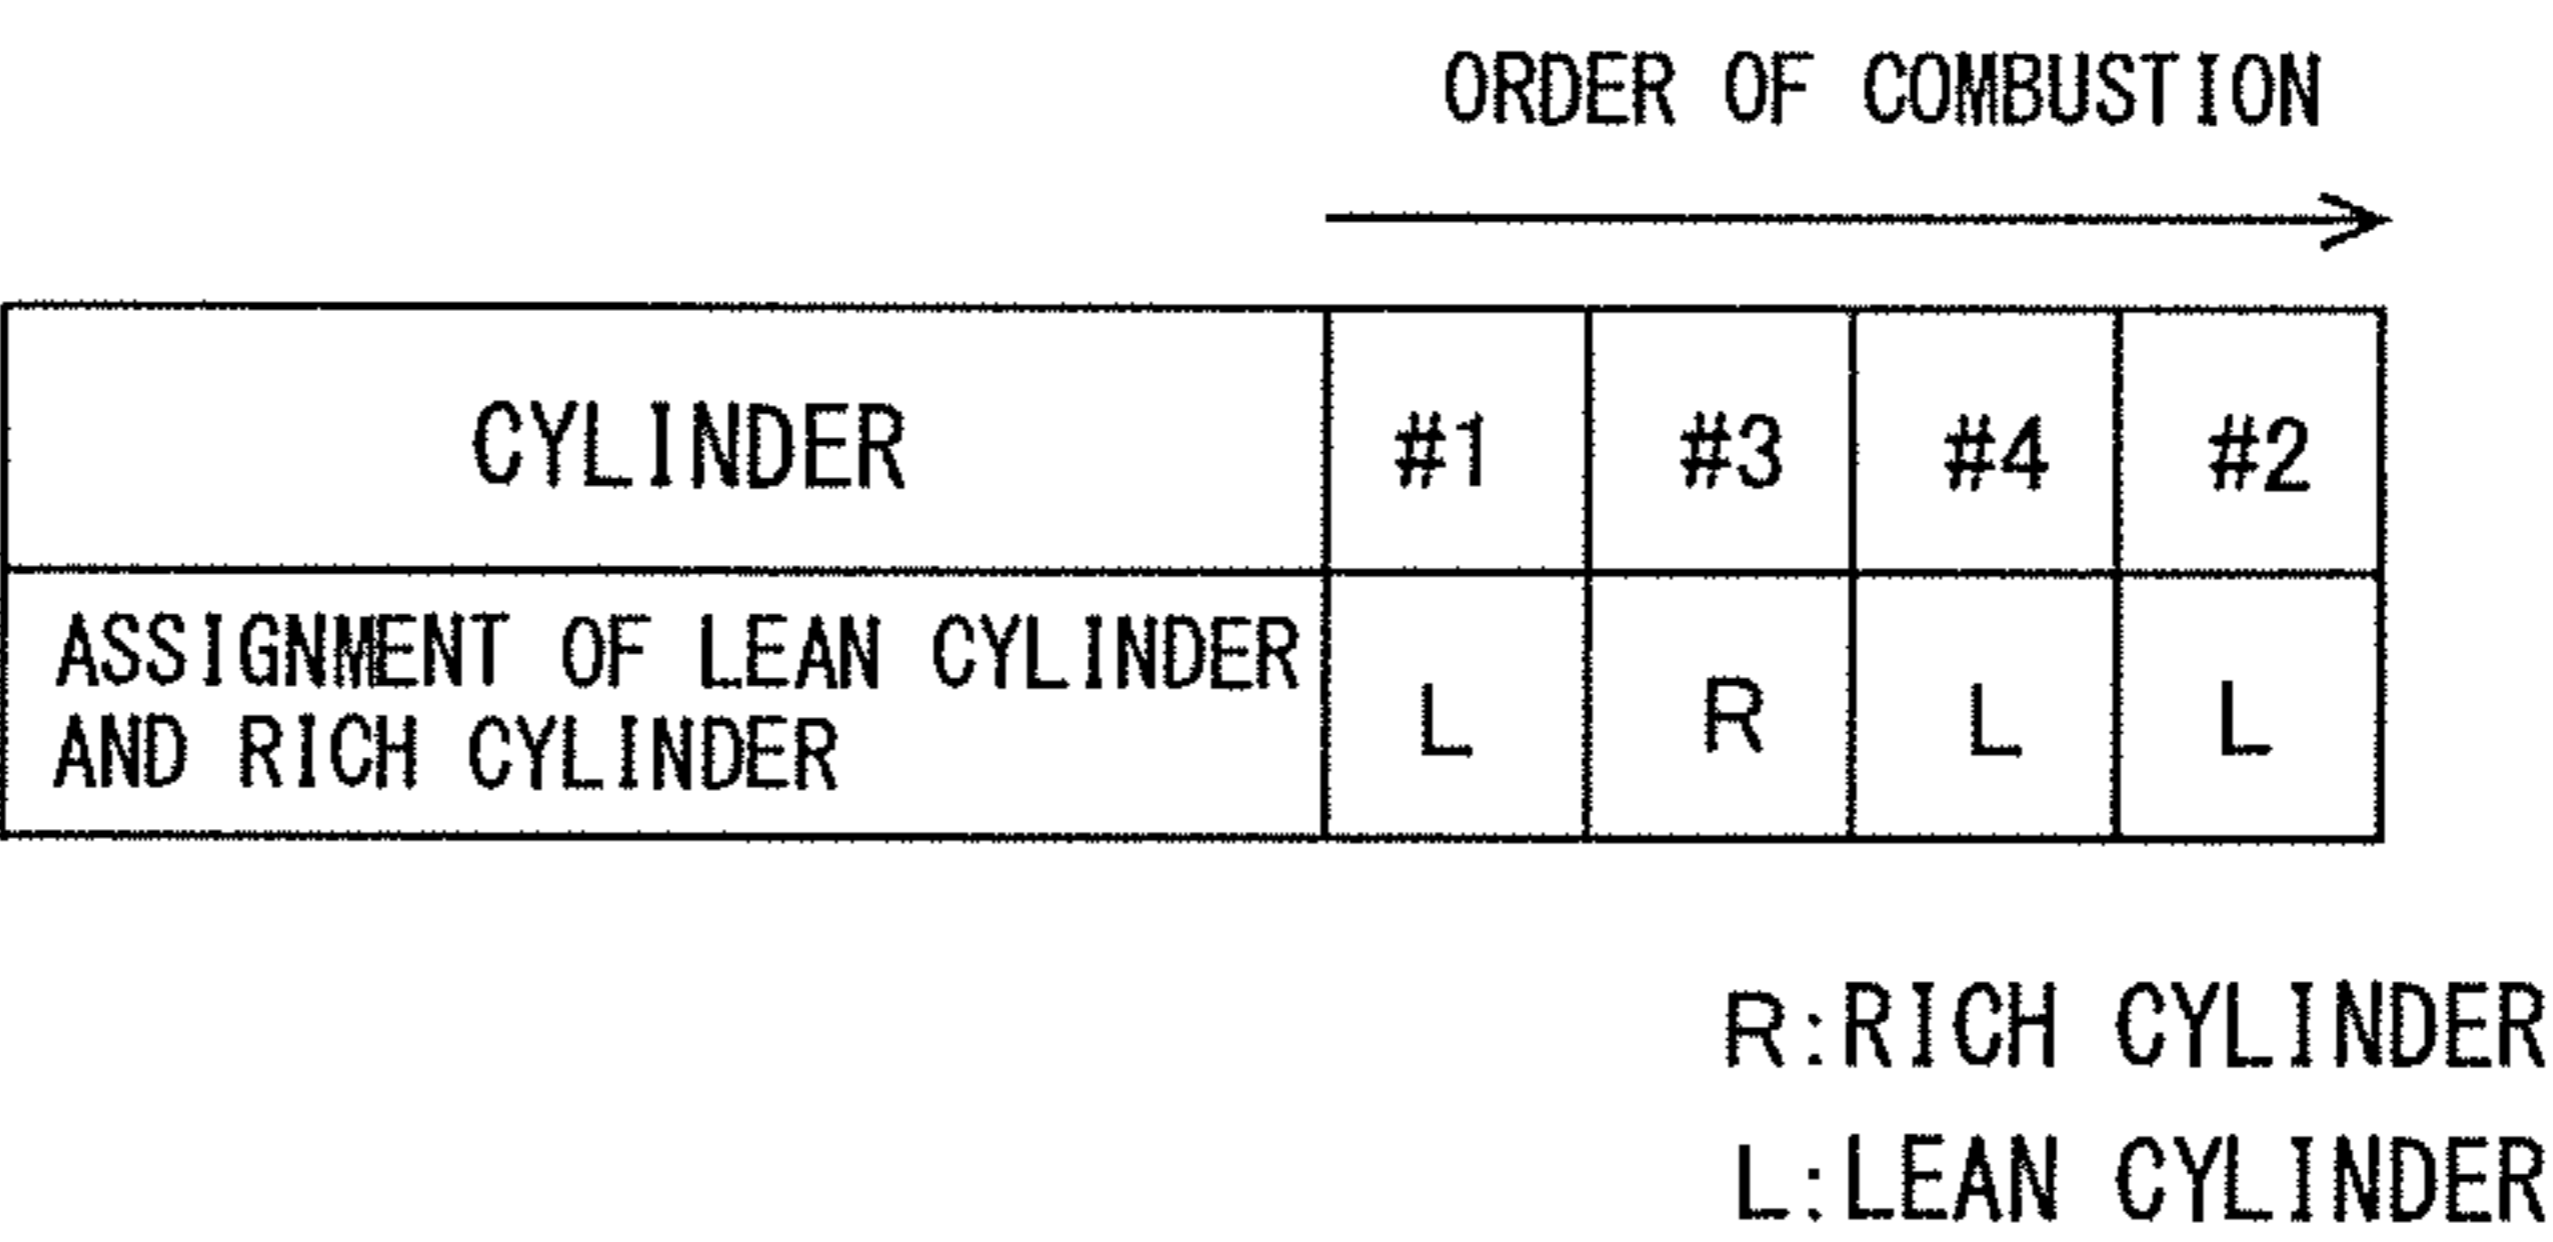 ORDER OF COMBUSTION
CYLINDER #1 #3 #4 #2
ASSIGNMENT OF LEAN CYLINDER
AND RICH CYLINDER L R L L
R:RICH CYLINDER
L:LEAN CYLINDER